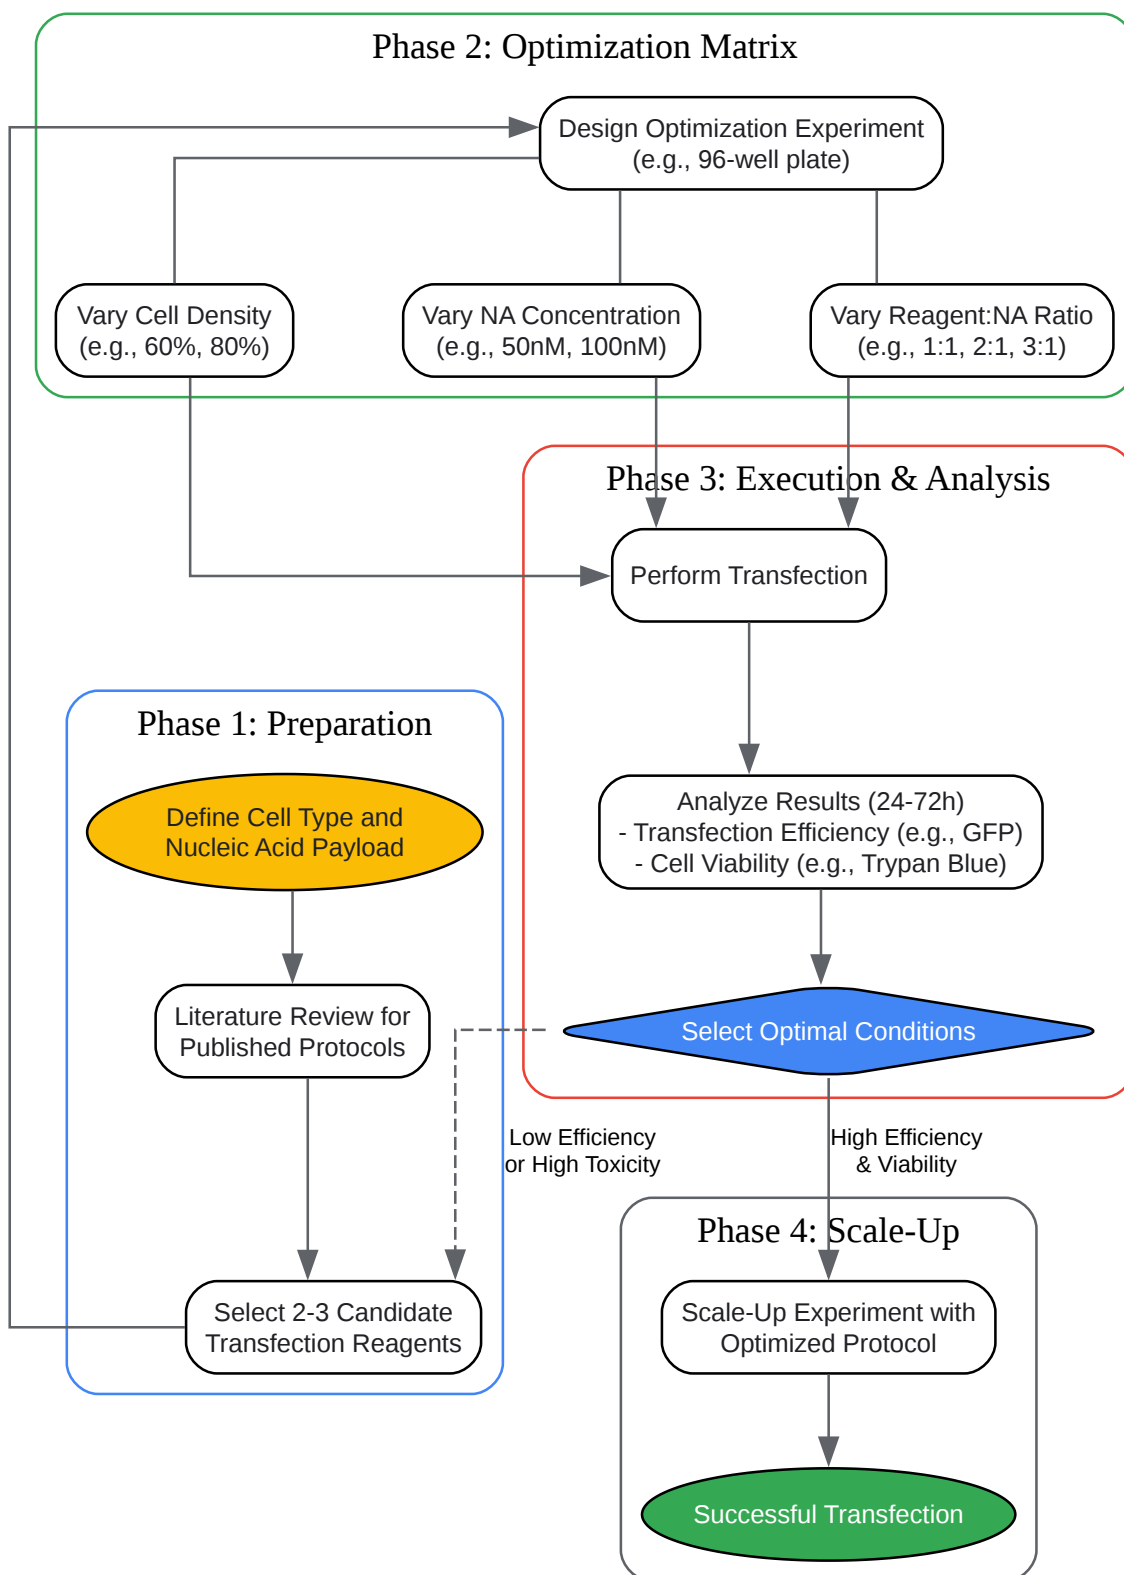 Phase 2: Optimization Matrix
Design Optimization Experiment
(e.g., 96-well plate)
Vary Cell Density
(e.g., 60%, 80%)
Vary NA Concentration
(e.g., 50nM, 100nM)
Vary Reagent:NA Ratio
(e.g., 1:1, 2:1, 3:1)
Phase 3: Execution & Analysis
Perform Transfection
Phase 1: Preparation
Define Cell Type and
Nucleic Acid Payload
Analyze Results (24-72h)
- Transfection Efficiency (e.g., GFP)
- Cell Viability (e.g., Trypan Blue)
Literature Review for
Published Protocols
Select Optimal Conditions
Low Efficiency
or High Toxicity
High Efficiency
& Viability
Phase 4: Scale-Up
Select 2-3 Candidate
Transfection Reagents
Scale-Up Experiment with
Optimized Protocol
Successful Transfection